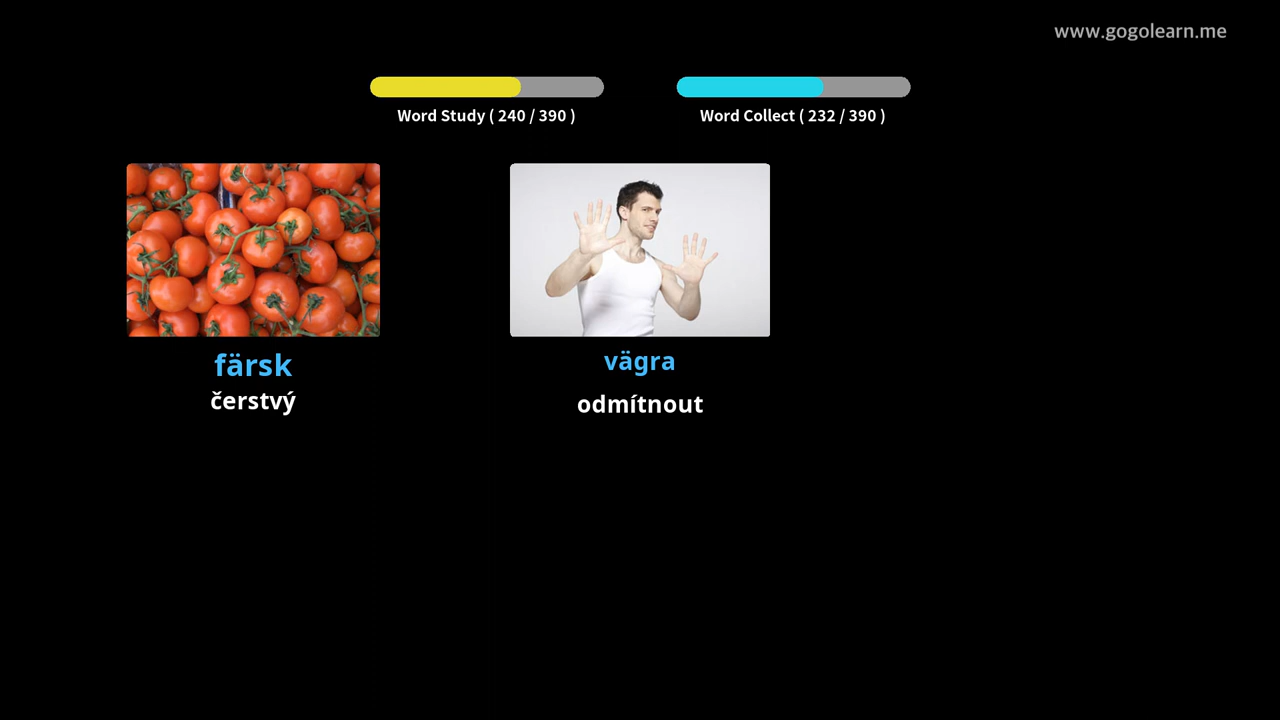 www.gogolearn.me
Word Study ( 240 / 390 )
Word Collect ( 232 / 390 )
färsk
čerstvý
vägra
odmítnout